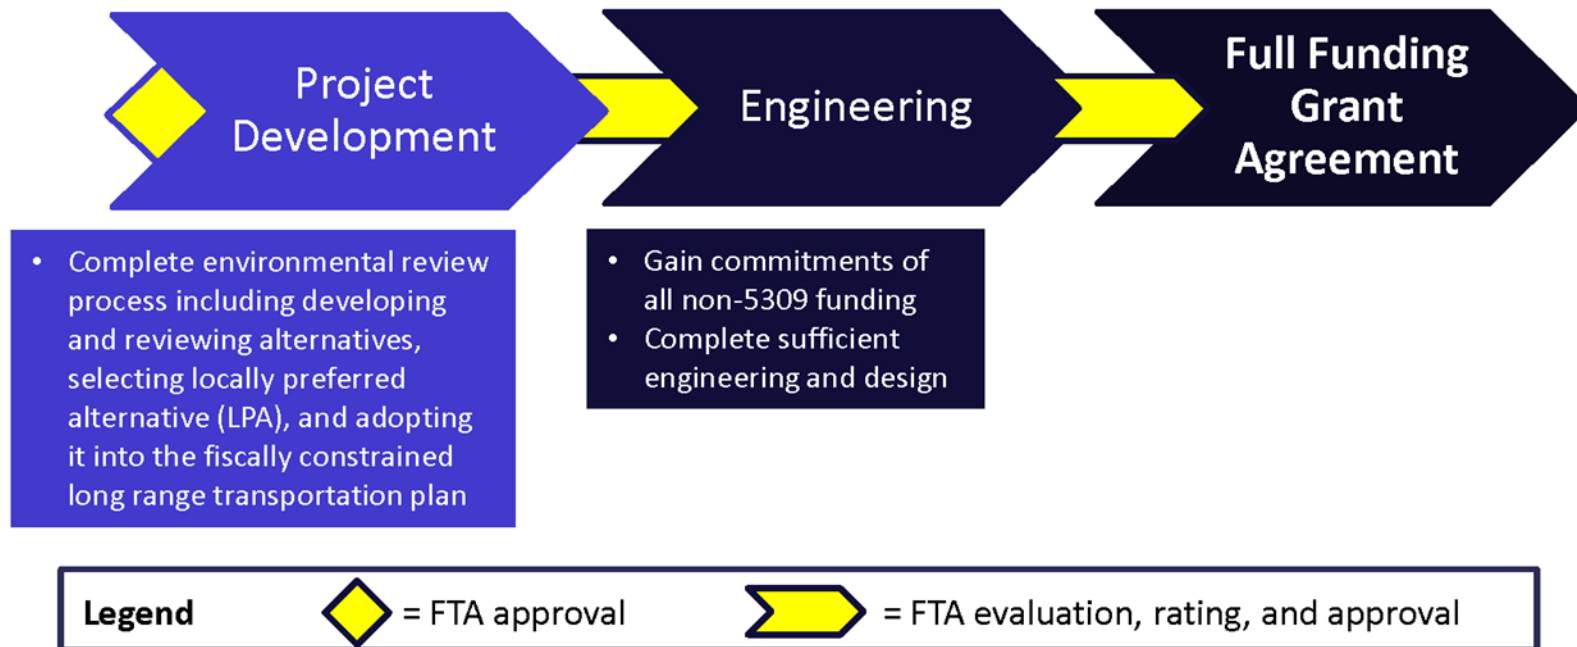 Project
Development
Engineering
Full Funding
Grant
Agreement
• Complete environmental review
process including developing
and reviewing alternatives,
selecting locally preferred
alternative (LPA), and adopting
it into the fiscally constrained
long range transportation plan
• Gain commitments of
all non-5309 funding
• Complete sufficient
engineering and design
Legend = FTA approval = FTA evaluation, rating, and approval